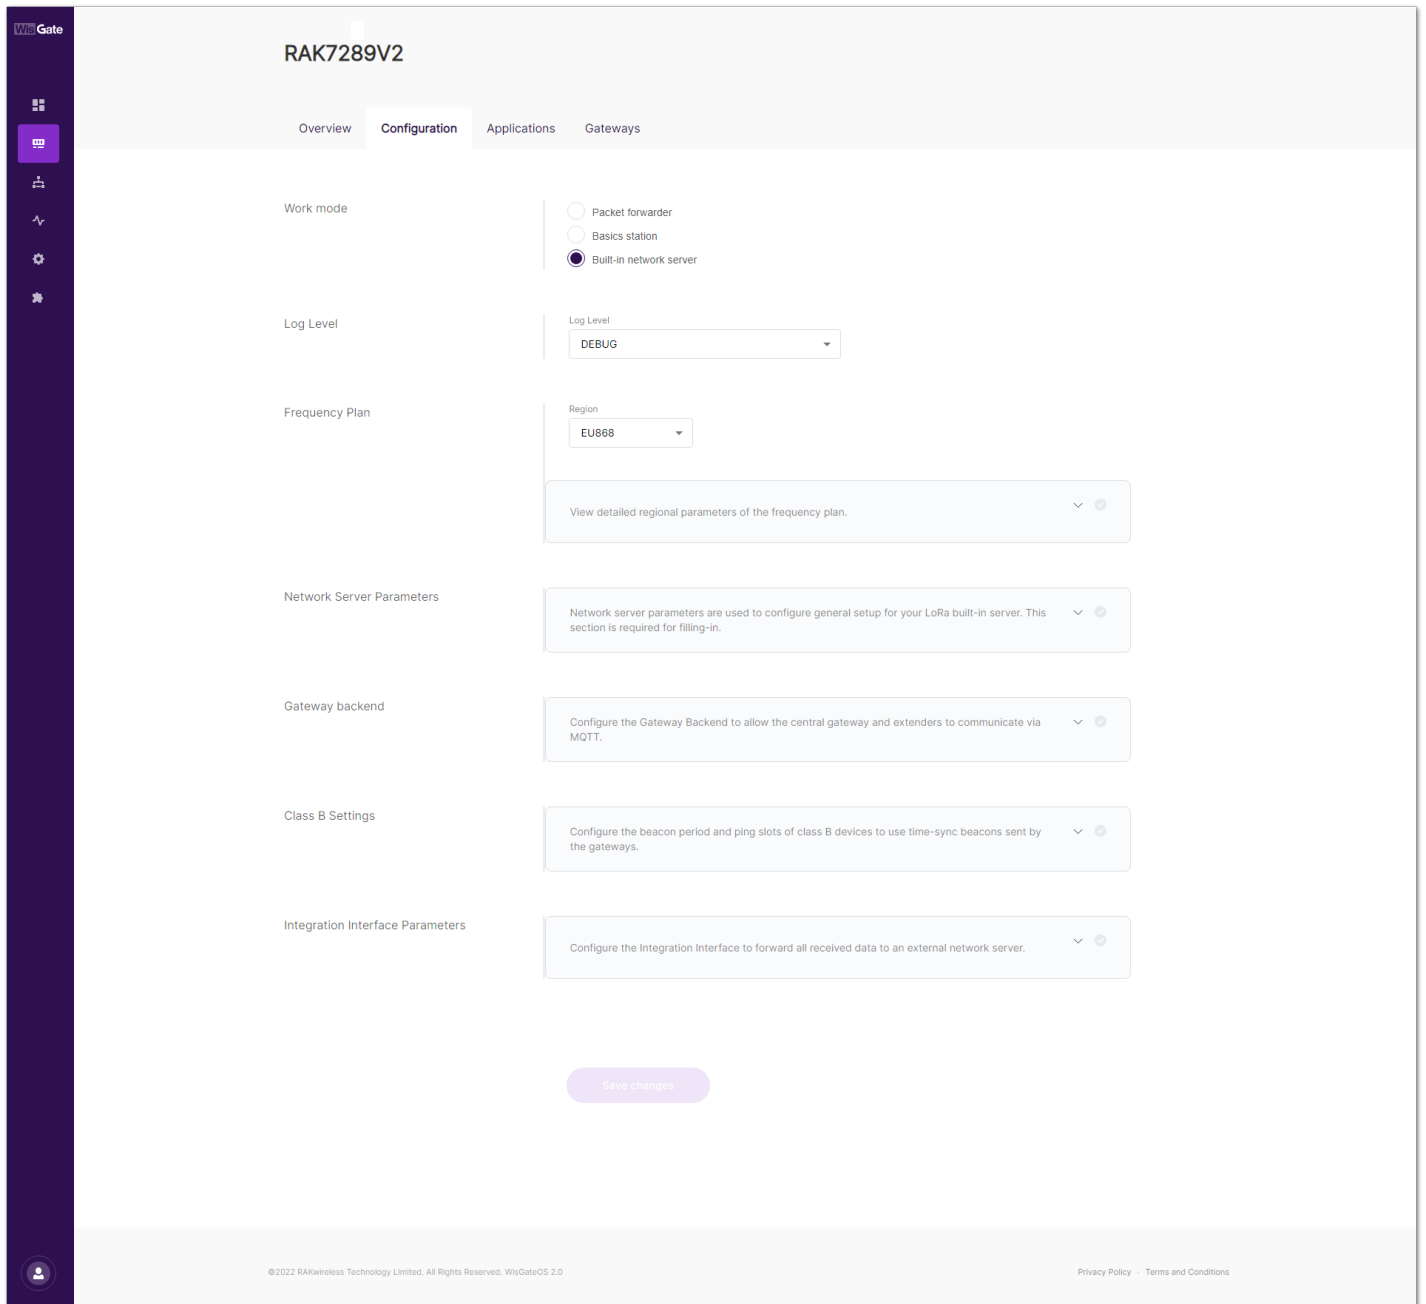 WisGate
RAK7289V2
Overview
Configuration
Applications
Gateways
Work mode
Packet forwarder
Basics station
Built-in network server
Log Level
Log Level
DEBUG
Frequency Plan
Region
EU868
View detailed regional parameters of the frequency plan.
Network Server Parameters
Network server parameters are used to configure general setup for your LoRa built-in server. This
section is required for filling-in.
Gateway backend
Configure the Gateway Backend to allow the central gateway and extenders to communicate via
MQTT.
Class B Settings
Configure the beacon period and ping slots of class B devices to use time-sync beacons sent by
the gateways.
Integration Interface Parameters
Configure the Integration Interface to forward all received data to an external network server.
Save changes
©2022 RAKwireless Technology Limited. All Rights Reserved. WisGateOS 2.0
Privacy Policy · Terms and Conditions